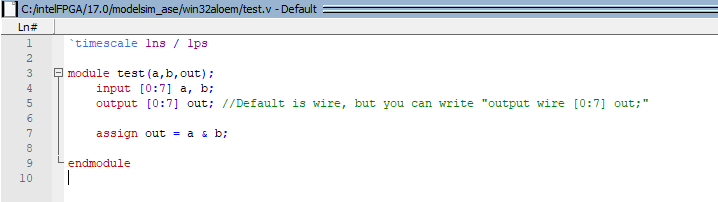 C:/intelFPGA/17.0/modelsim_ase/win32aloem/test.v - Default
Ln#
1 `timescale 1ns / 1ps
2
3 module test(a,b,out);
4 input [0:7] a, b;
5 output [0:7] out; //Default is wire, but you can write "output wire [0:7] out;"
6
7 assign out = a & b;
8
9 endmodule
10